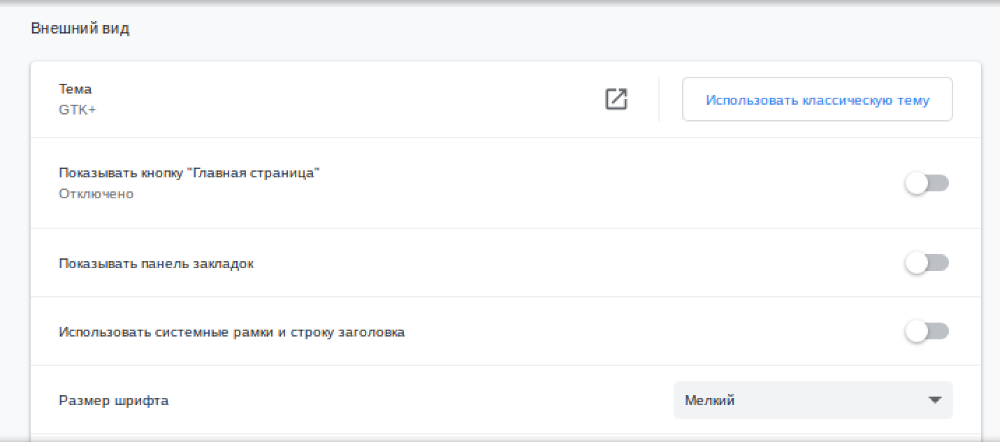 Внешний вид
Тема
GTK+
Использовать классическую тему
Показывать кнопку "Главная страница"
Отключено
Показывать панель закладок
Использовать системные рамки и строку заголовка
Размер шрифта
Мелкий